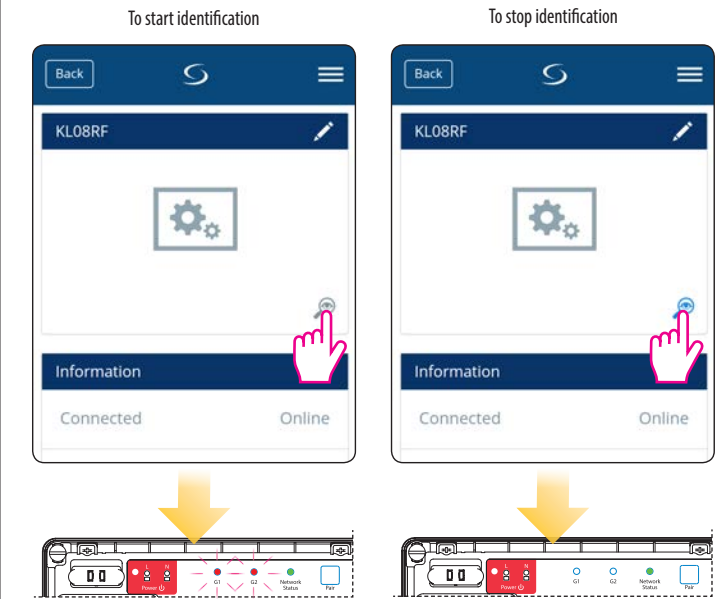 To start identification
Back
KL08RF
Information
Connected Online
L N
Power
G1 G2 Network Status Pair
To stop identification
Back
KL08RF
Information
Connected Online
L N
Power
G1 G2 Network Status Pair